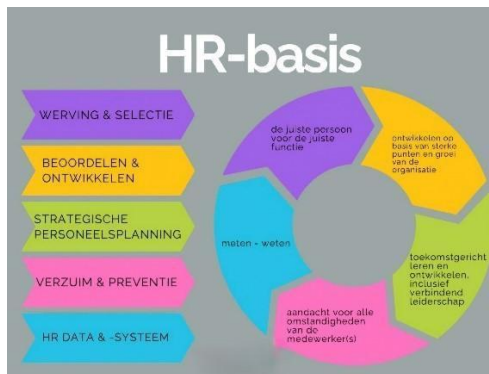 HR-basis
WERVING & SELECTIE
BEOORDELEN &
ONTWIKKELEN
STRATEGISCHE
PERSONEELSPLANNING
VERZUIM & PREVENTIE
HR DATA & -SYSTEEM
de juiste persoon
voor de juiste
functie
ontwikkelen op
basis van sterke
punten en groei
van de
organisatie
toekomstgericht
leren en
ontwikkelen,
inclusief
verbindend
leiderschap
aandacht voor alle
omstandigheden
van de
medewerker(s)
meten - weten